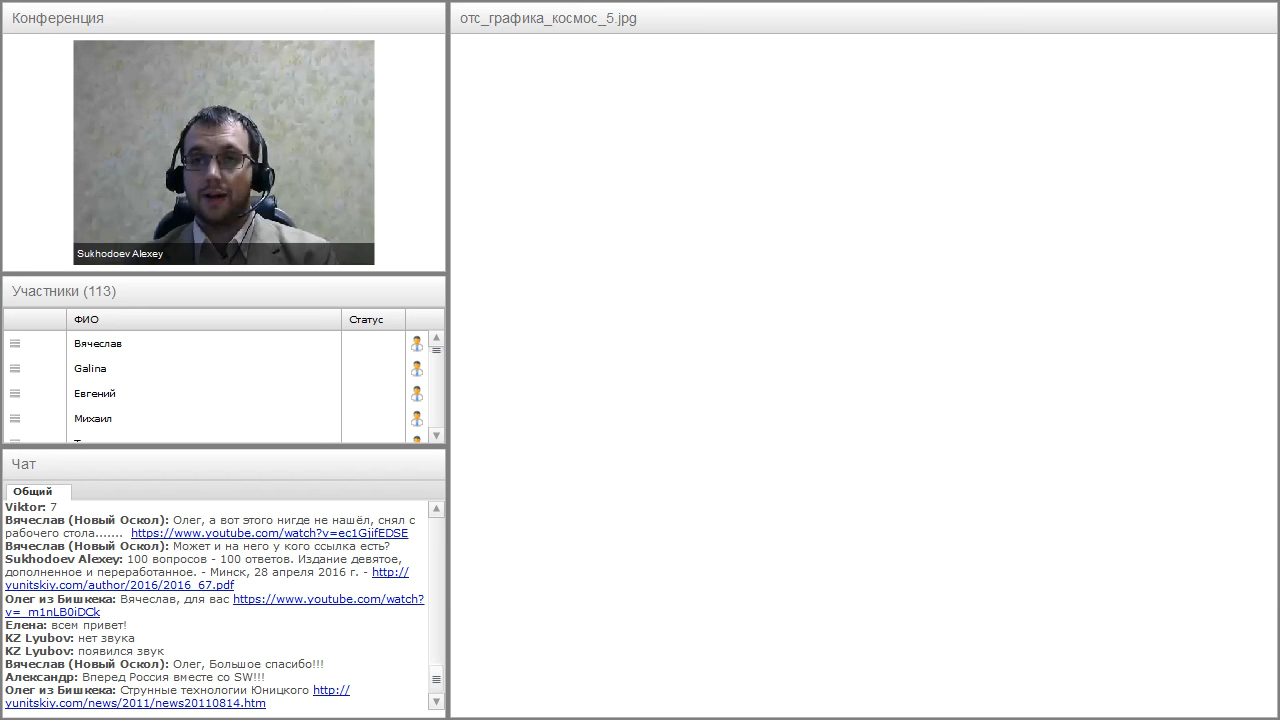 Конференция
Sukhodoev Alexey
Участники (113)
ФИО
Статус
Вячеслав
Galina
Евгений
Михаил
Чат
Общий
Viktor: 7
Вячеслав (Новый Оскол): Олег, а вот этого нигде не нашёл, снял с
рабочего стола....... https://www.youtube.com/watch?v=ec1GjifEDSE
Вячеслав (Новый Оскол): Может и на него у кого ссылка есть?
Sukhodoev Alexey: 100 вопросов - 100 ответов. Издание девятое,
дополненное и переработанное. - Минск, 28 апреля 2016 г. - http://
yunitskiy.com/author/2016/2016_67.pdf
Олег из Бишкека: Вячеслав, для вас https://www.youtube.com/watch?
v=_m1nLB0iDCk
Елена: всем привет!
KZ Lyubov: нет звука
KZ Lyubov: появился звук
Вячеслав (Новый Оскол): Олег, Большое спасибо!!!
Александр: Вперед Россия вместе со SW!!!
Олег из Бишкека: Струнные технологии Юницкого http://
yunitskiy.com/news/2011/news20110814.htm
отс_графика_космос_5.jpg